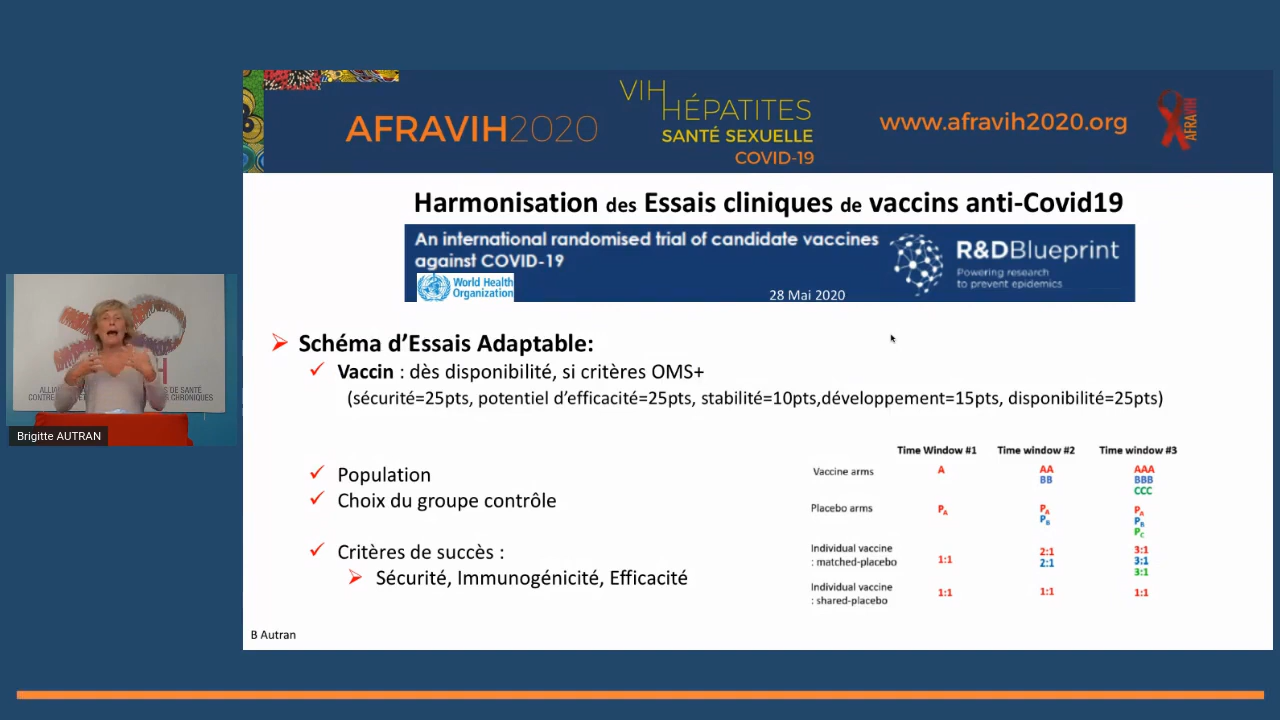 AFRAVIH2020
VIH
HÉPATITES
SANTÉ SEXUELLE
COVID-19
www.afravih2020.org
AFRAVIH
Harmonisation des Essais cliniques de vaccins anti-Covid19
An international randomised trial of candidate vaccines
against COVID-19
World Health
Organization
28 Mai 2020
R&DBlueprint
Powering research
to prevent epidemics
➢ Schéma d’Essais Adaptable:
✓ Vaccin : dès disponibilité, si critères OMS+
(sécurité=25pts, potentiel d’efficacité=25pts, stabilité=10pts,développement=15pts, disponibilité=25pts)
✓ Population
✓ Choix du groupe contrôle
✓ Critères de succès :
➢ Sécurité, Immunogénicité, Efficacité
Time Window #1 Time window #2 Time window #3
Vaccine arms A AA AAA
BB BBB
CCC
Placebo arms PA PA PA
PB PB
PC
Individual vaccine
: matched-placebo 1:1 2:1 3:1
2:1 3:1
3:1
Individual vaccine
: shared-placebo 1:1 1:1 1:1
B Autran
Brigitte AUTRAN